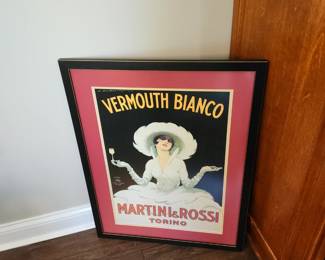 VERMOUTH BIANCO
MARTINI & ROSSI
TORINO